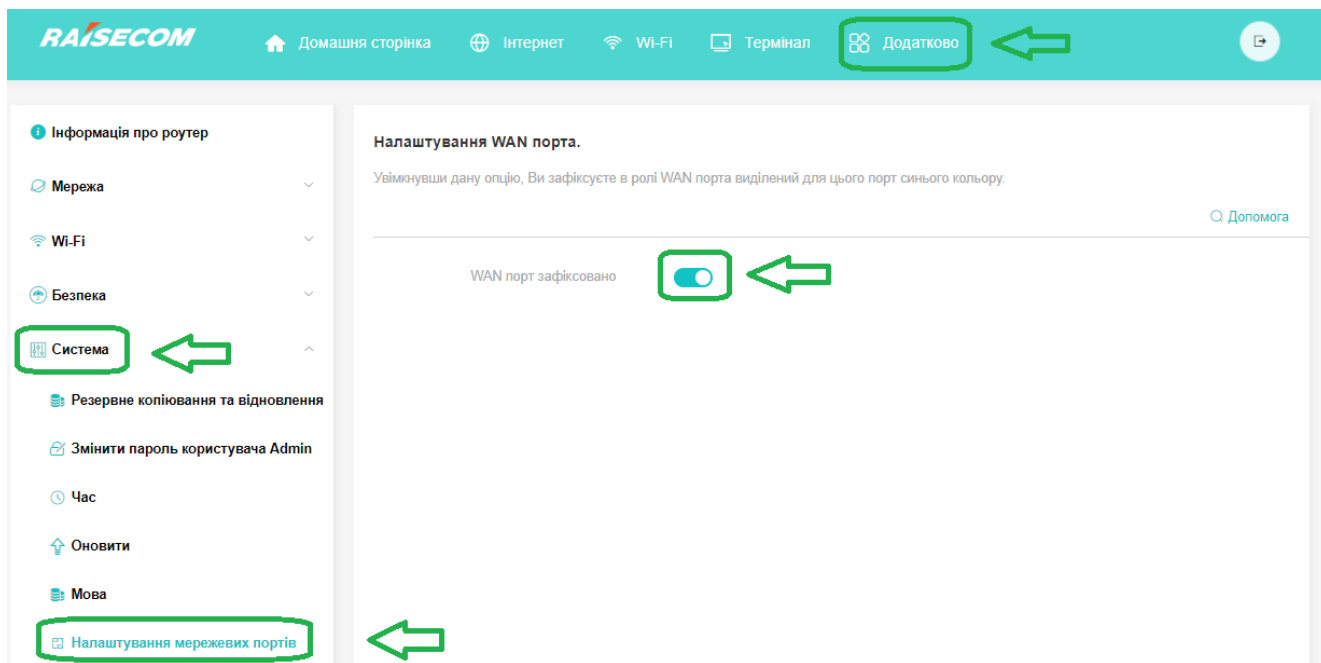 RAISECOM
Домашня сторінка
Інтернет
Wi-Fi
Термінал
Додатково
Інформація про роутер
Мережа
Wi-Fi
Безпека
Система
Резервне копіювання та відновлення
Змінити пароль користувача Admin
Час
Оновити
Мова
Налаштування мережевих портів
Налаштування WAN порта.
Увімкнувши дану опцію, Ви зафіксуєте в ролі WAN порта виділений для цього порт синього кольору.
Допомога
WAN порт зафіксовано